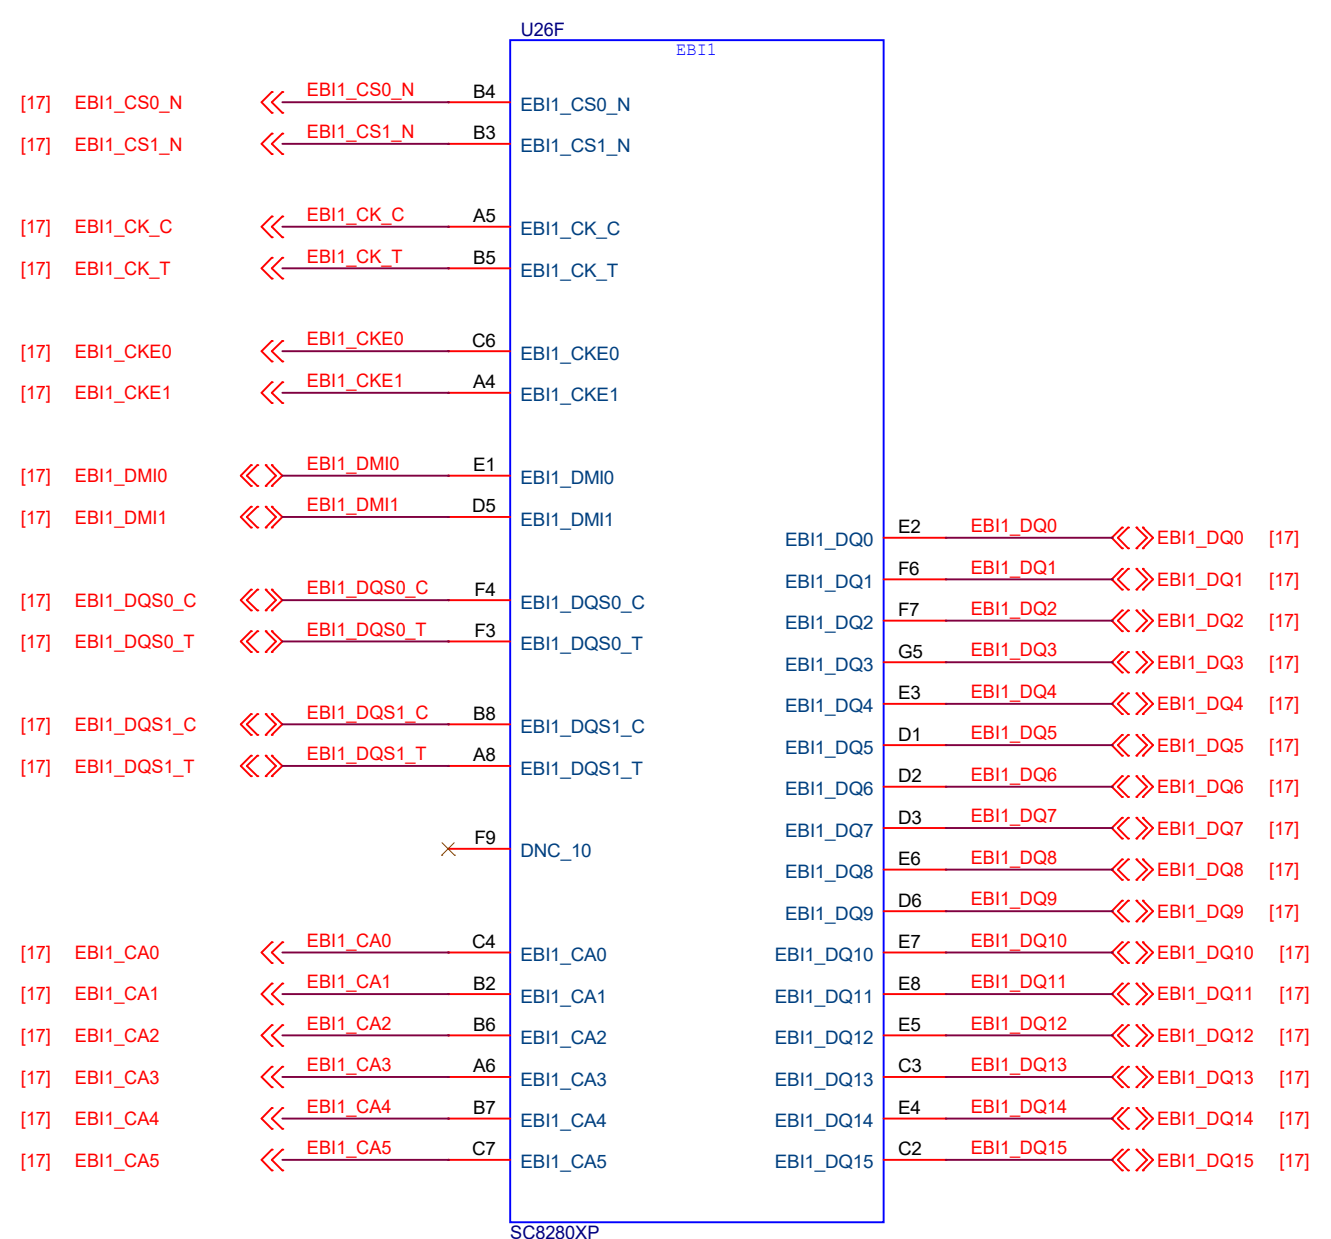 U26F
EBI1
[17] EBI1_CS0_N EBI1_CS0_N B4 EBI1_CS0_N
[17] EBI1_CS1_N EBI1_CS1_N B3 EBI1_CS1_N
[17] EBI1_CK_C EBI1_CK_C A5 EBI1_CK_C
[17] EBI1_CK_T EBI1_CK_T B5 EBI1_CK_T
[17] EBI1_CKE0 EBI1_CKE0 C6 EBI1_CKE0
[17] EBI1_CKE1 EBI1_CKE1 A4 EBI1_CKE1
[17] EBI1_DMI0 EBI1_DMI0 E1 EBI1_DMI0
[17] EBI1_DMI1 EBI1_DMI1 D5 EBI1_DMI1
EBI1_DQ0 E2 EBI1_DQ0 EBI1_DQ0 [17]
EBI1_DQ1 F6 EBI1_DQ1 EBI1_DQ1 [17]
[17] EBI1_DQS0_C EBI1_DQS0_C F4 EBI1_DQS0_C
EBI1_DQ2 F7 EBI1_DQ2 EBI1_DQ2 [17]
[17] EBI1_DQS0_T EBI1_DQS0_T F3 EBI1_DQS0_T
EBI1_DQ3 G5 EBI1_DQ3 EBI1_DQ3 [17]
EBI1_DQ4 E3 EBI1_DQ4 EBI1_DQ4 [17]
[17] EBI1_DQS1_C EBI1_DQS1_C B8 EBI1_DQS1_C
EBI1_DQ5 D1 EBI1_DQ5 EBI1_DQ5 [17]
[17] EBI1_DQS1_T EBI1_DQS1_T A8 EBI1_DQS1_T
EBI1_DQ6 D2 EBI1_DQ6 EBI1_DQ6 [17]
EBI1_DQ7 D3 EBI1_DQ7 EBI1_DQ7 [17]
F9 DNC_10
EBI1_DQ8 E6 EBI1_DQ8 EBI1_DQ8 [17]
EBI1_DQ9 D6 EBI1_DQ9 EBI1_DQ9 [17]
[17] EBI1_CA0 EBI1_CA0 C4 EBI1_CA0 EBI1_DQ10 E7 EBI1_DQ10 EBI1_DQ10 [17]
[17] EBI1_CA1 EBI1_CA1 B2 EBI1_CA1 EBI1_DQ11 E8 EBI1_DQ11 EBI1_DQ11 [17]
[17] EBI1_CA2 EBI1_CA2 B6 EBI1_CA2 EBI1_DQ12 E5 EBI1_DQ12 EBI1_DQ12 [17]
[17] EBI1_CA3 EBI1_CA3 A6 EBI1_CA3 EBI1_DQ13 C3 EBI1_DQ13 EBI1_DQ13 [17]
[17] EBI1_CA4 EBI1_CA4 B7 EBI1_CA4 EBI1_DQ14 E4 EBI1_DQ14 EBI1_DQ14 [17]
[17] EBI1_CA5 EBI1_CA5 C7 EBI1_CA5 EBI1_DQ15 C2 EBI1_DQ15 EBI1_DQ15 [17]
SC8280XP